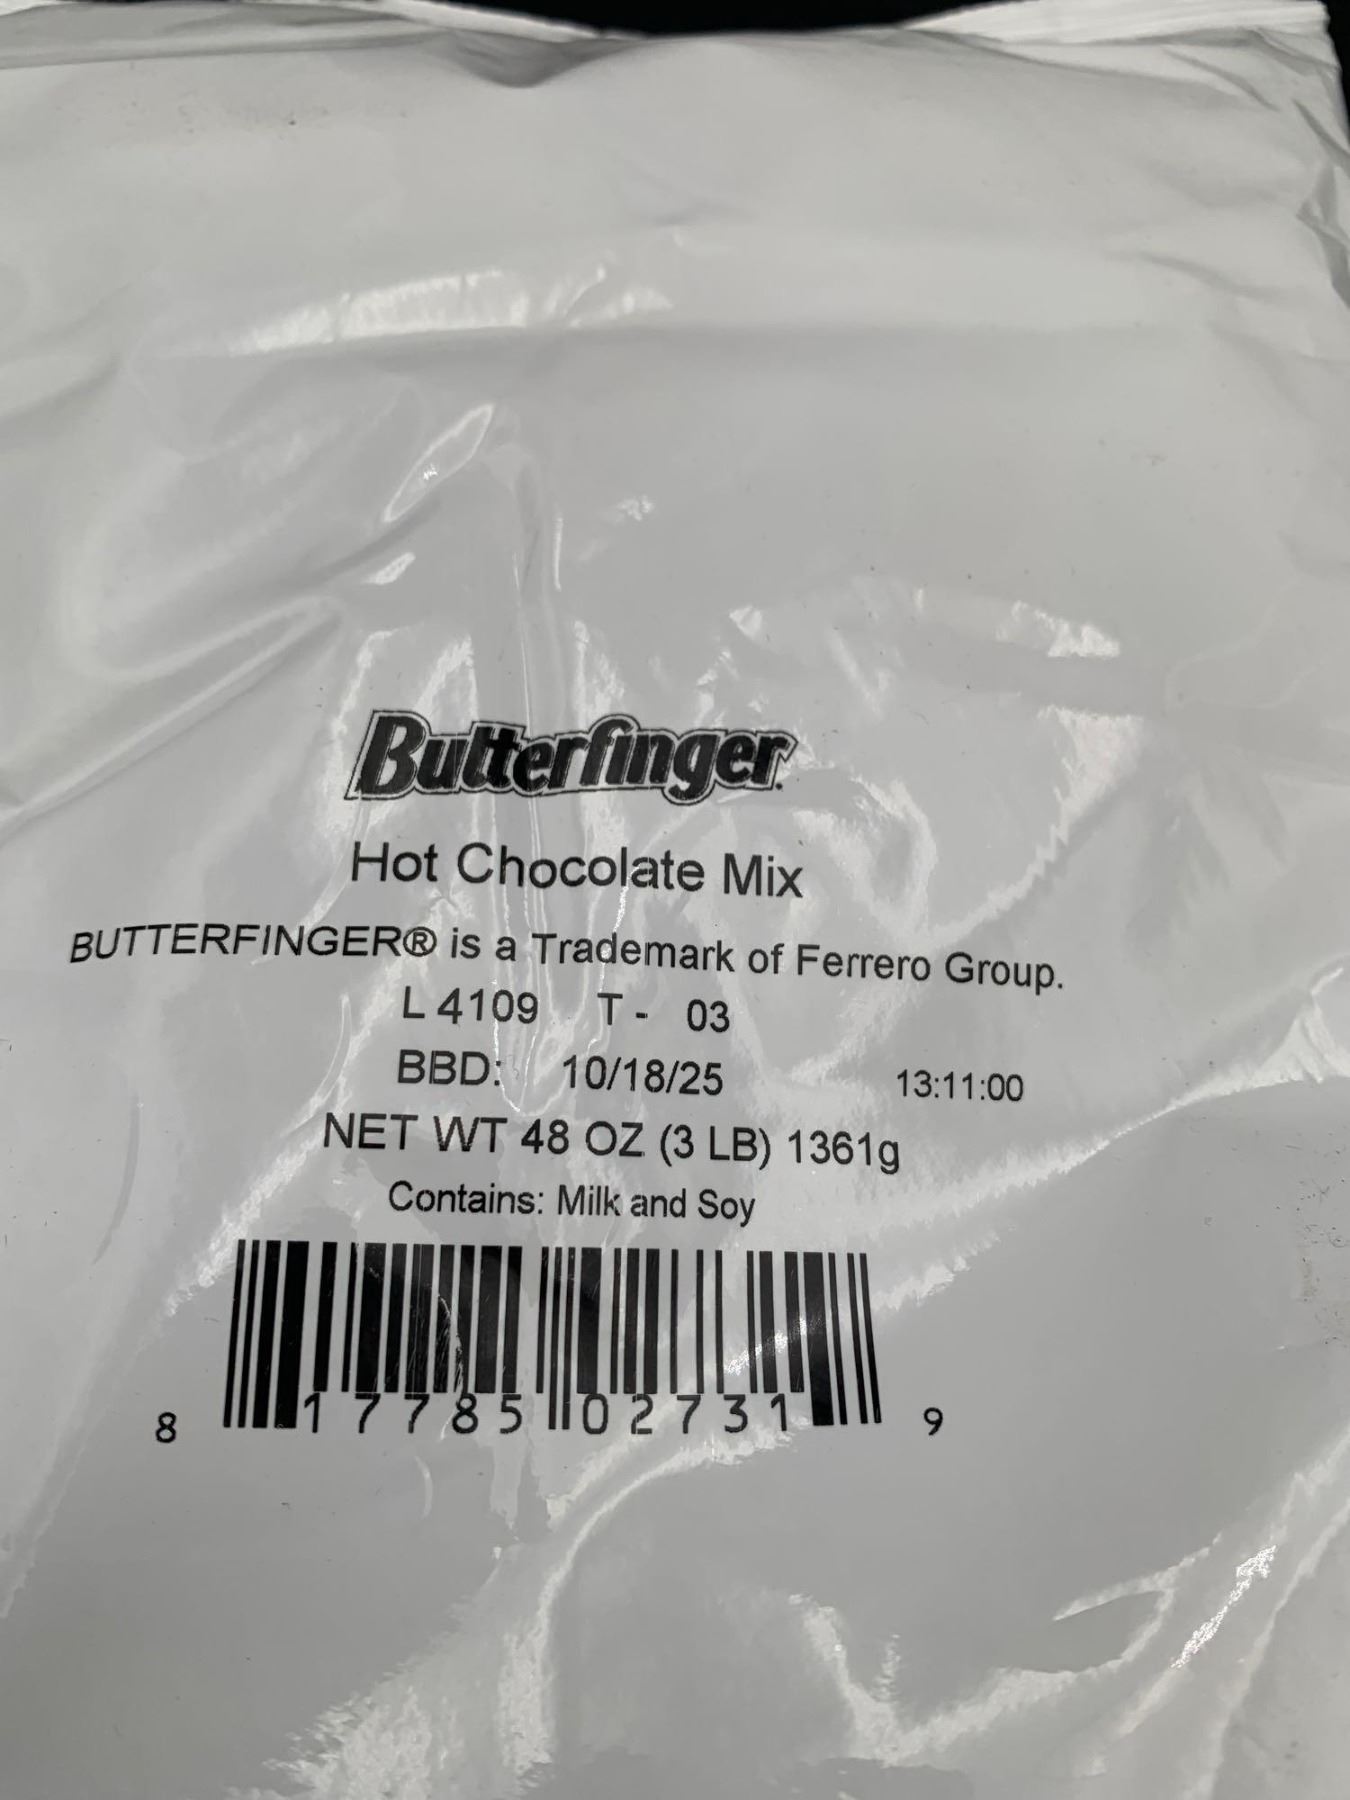 Butterfinger
Hot Chocolate Mix
BUTTERFINGER® is a Trademark of Ferrero Group.
L 4109 T- 03
BBD: 10/18/25 13:11:00
NET WT 48 OZ (3 LB) 1361g
Contains: Milk and Soy
8 17785 02731 9